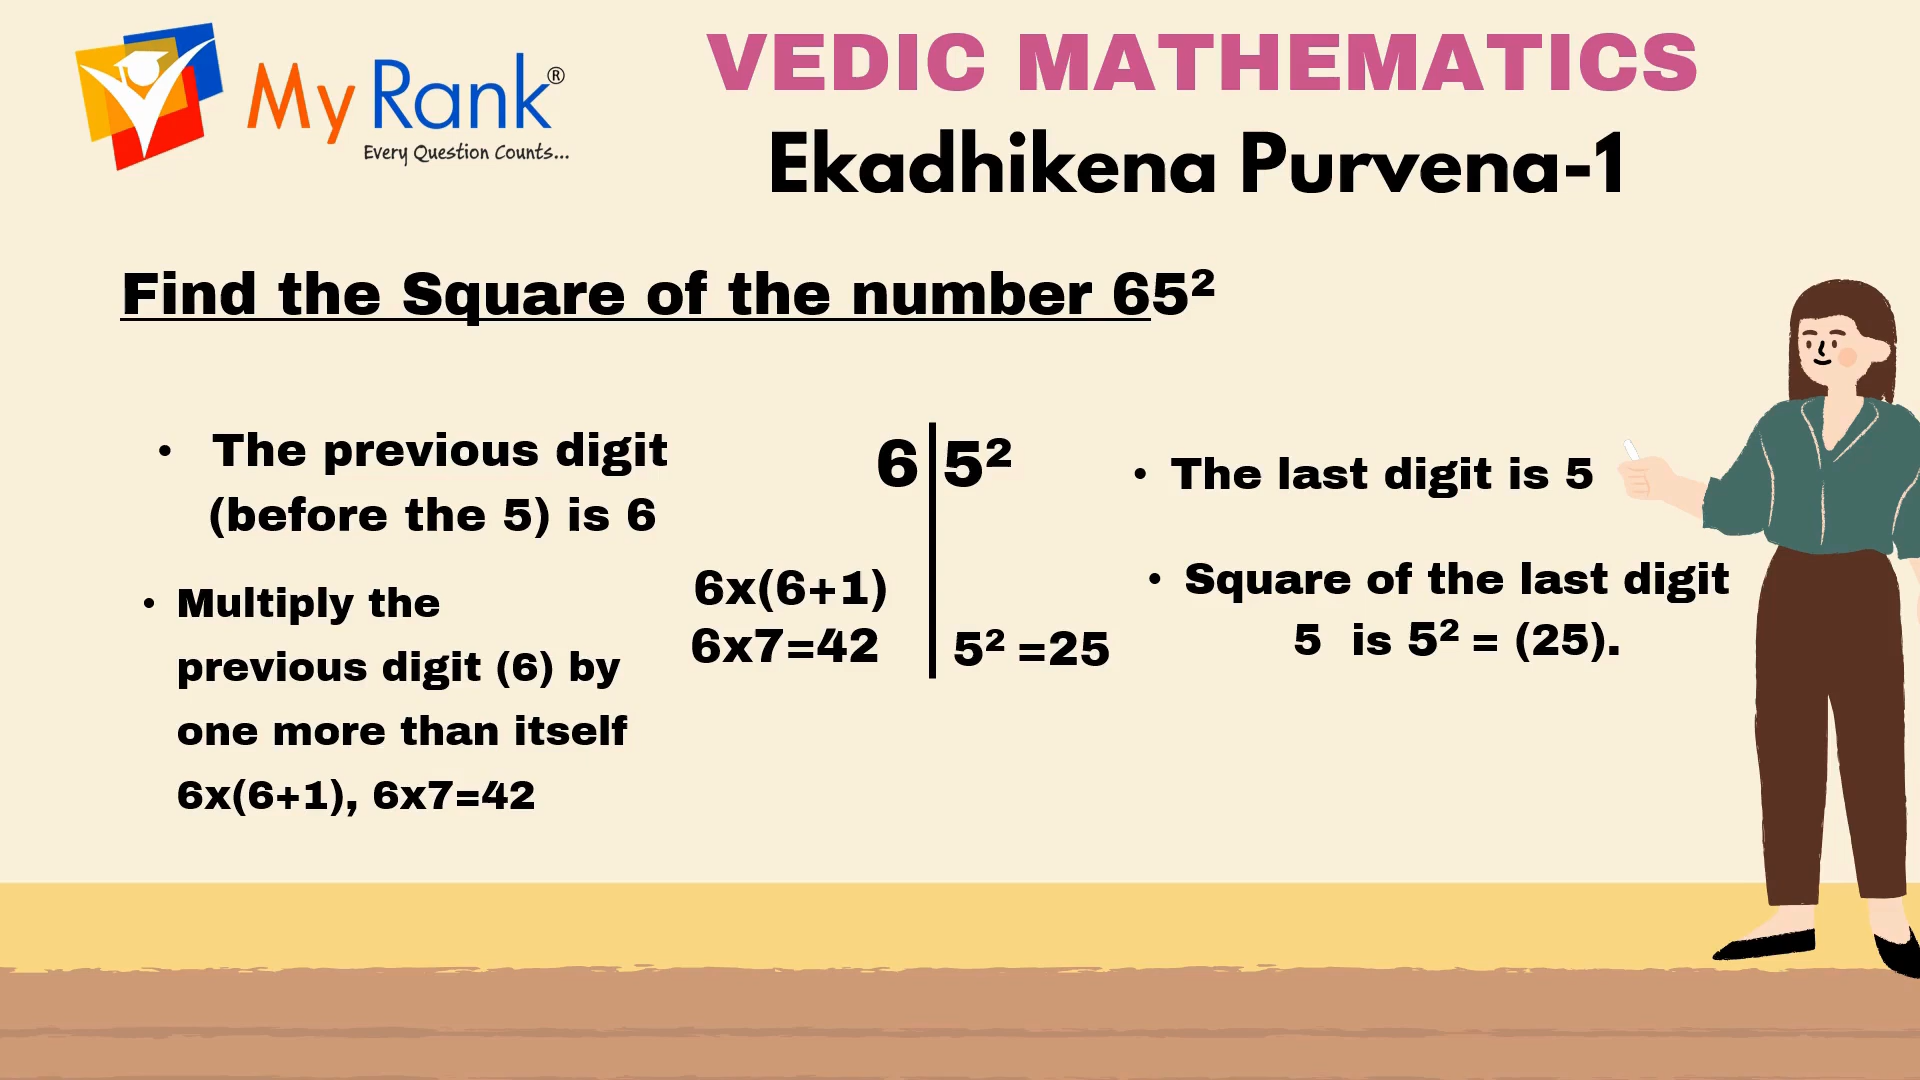 My Rank®
Every Question Counts...
VEDIC MATHEMATICS
Ekadhikena Purvena-1
Find the Square of the number 65²
• The previous digit
(before the 5) is 6
• Multiply the
previous digit (6) by
one more than itself
6x(6+1), 6x7=42
6 5²
6x(6+1)
6x7=42
5² =25
• The last digit is 5
• Square of the last digit
5 is 5² = (25).